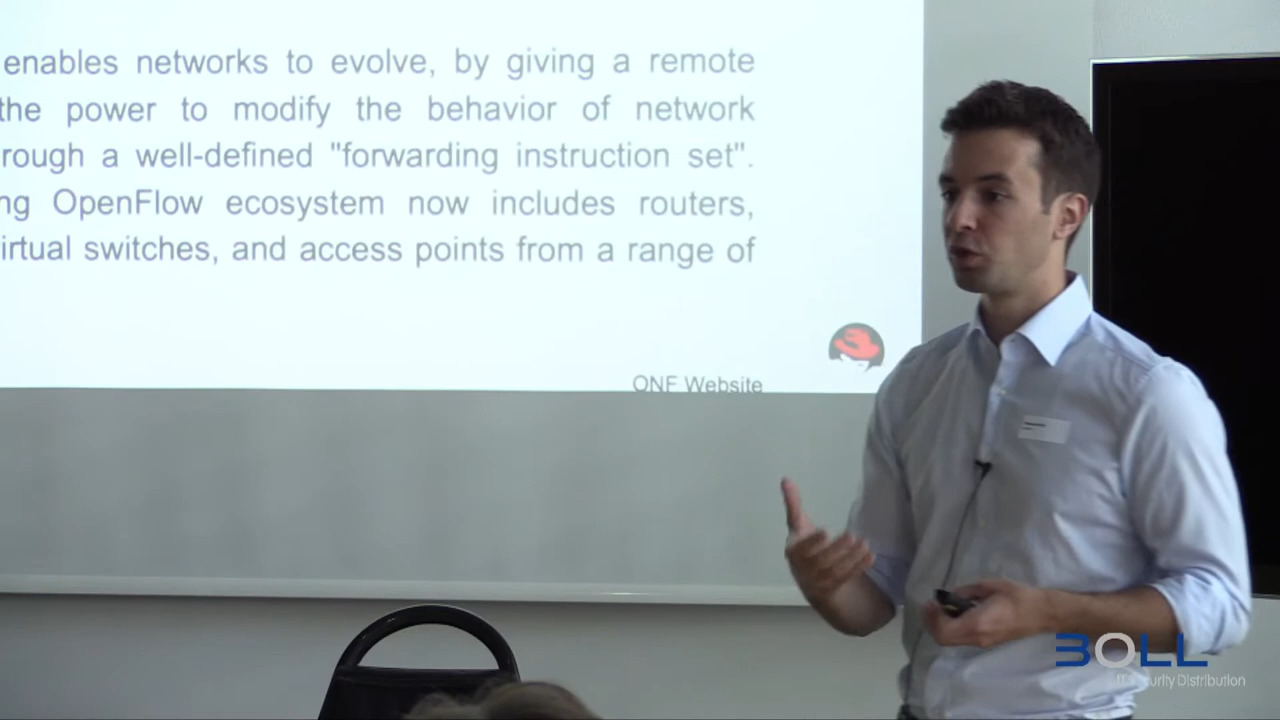 enables networks to evolve, by giving a remote
the power to modify the behavior of network
rough a well-defined "forwarding instruction set".
ng OpenFlow ecosystem now includes routers,
irtual switches, and access points from a range of
ONF Website
BOLL
IT Security Distribution